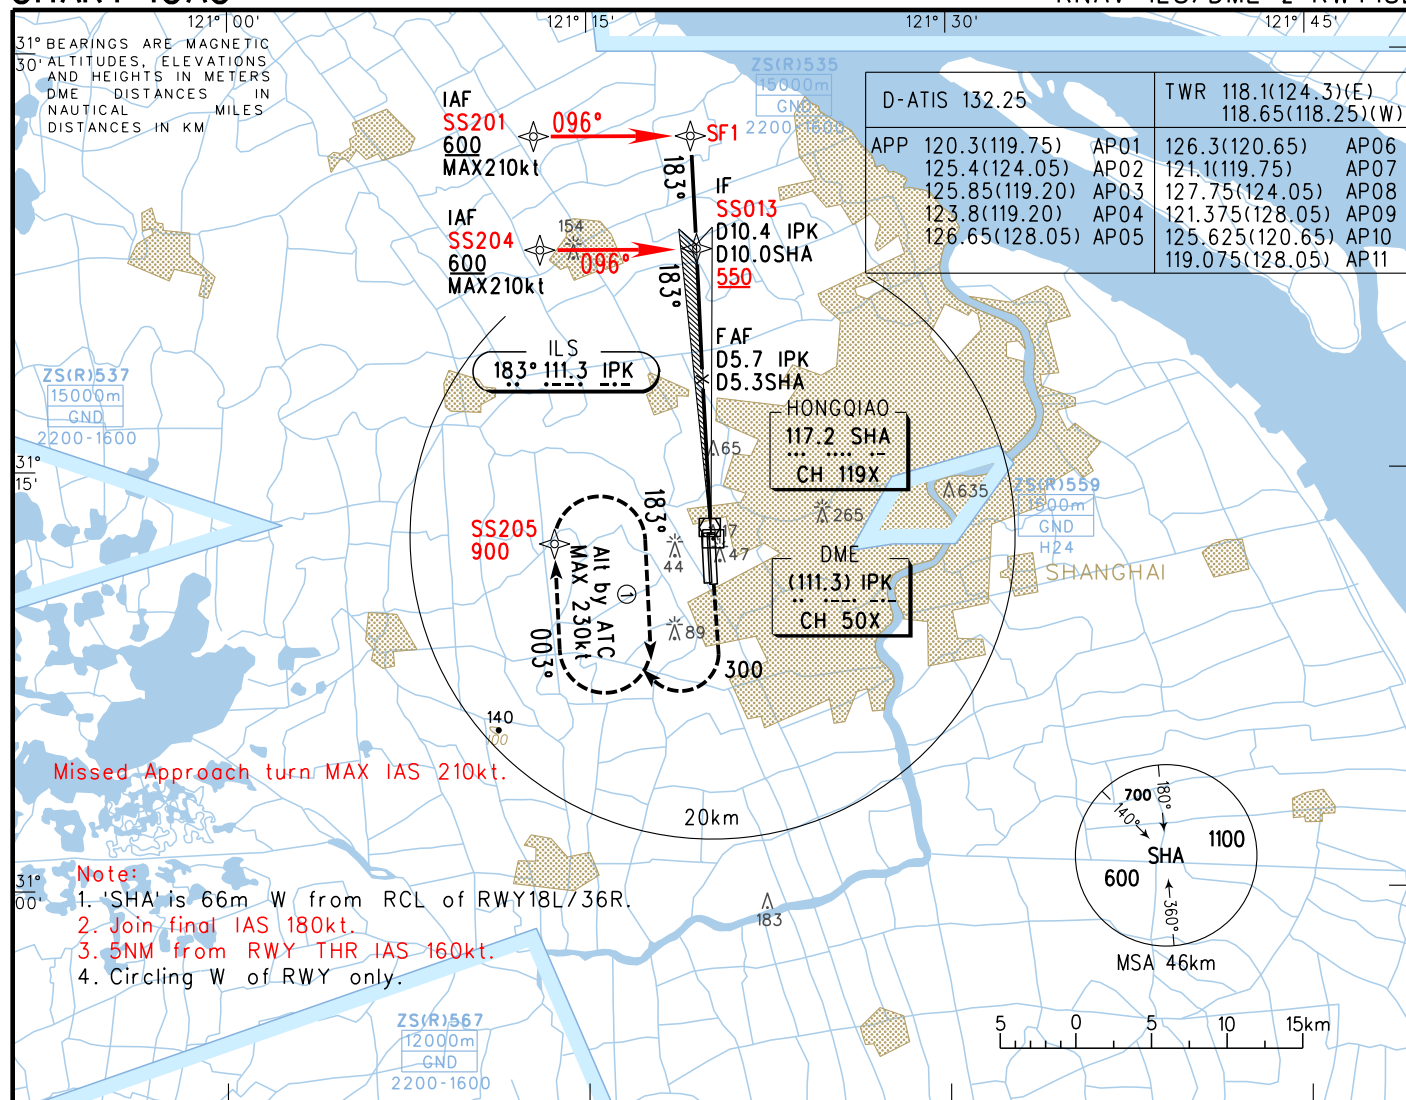 121° 00'
121° 15'
121° 30'
121° 45'
31°
30'
BEARINGS ARE MAGNETIC
ALTITUDES, ELEVATIONS
AND HEIGHTS IN METERS
DME DISTANCES IN
NAUTICAL MILES
DISTANCES IN KM
ZS(R)535
15000m
GND
2200-1600
D-ATIS 132.25
TWR 118.1(124.3)(E)
118.65(118.25)(W)
APP 120.3(119.75) AP01
125.4(124.05) AP02
125.85(119.20) AP03
123.8(119.20) AP04
126.65(128.05) AP05
126.3(120.65) AP06
121.1(119.75) AP07
127.75(124.05) AP08
121.375(128.05) AP09
125.625(120.65) AP10
119.075(128.05) AP11
IAF
SS201
600
MAX210kt
096°
SF1
183°
IAF
SS204
600
MAX210kt
154
096°
IF
SS013
D10.4 IPK
D10.0SHA
550
183°
ILS
183° 111.3 IPK
FAF
D5.7 IPK
D5.3SHA
ZS(R)537
15000m
GND
2200-1600
HONGQIAO
117.2 SHA
CH 119X
31°
15'
65
635
265
ZS(R)559
GND
H24
SS205
900
183°
Alt by ATC
MAX 230kt
1
003°
44
17
47
89
300
DME
(111.3) IPK
CH 50X
SHANGHAI
140
100
Missed Approach turn MAX IAS 210kt.
20km
700
180°
140°
1100
SHA
600
360°
MSA 46km
31°
00'
Note:
1. 'SHA' is 66m W from RCL of RWY18L/36R.
2. Join final IAS 180kt.
3. 5NM from RWY THR IAS 160kt.
4. Circling W of RWY only.
183
ZS(R)567
12000m
GND
2200-1600
5 0 5 10 15km